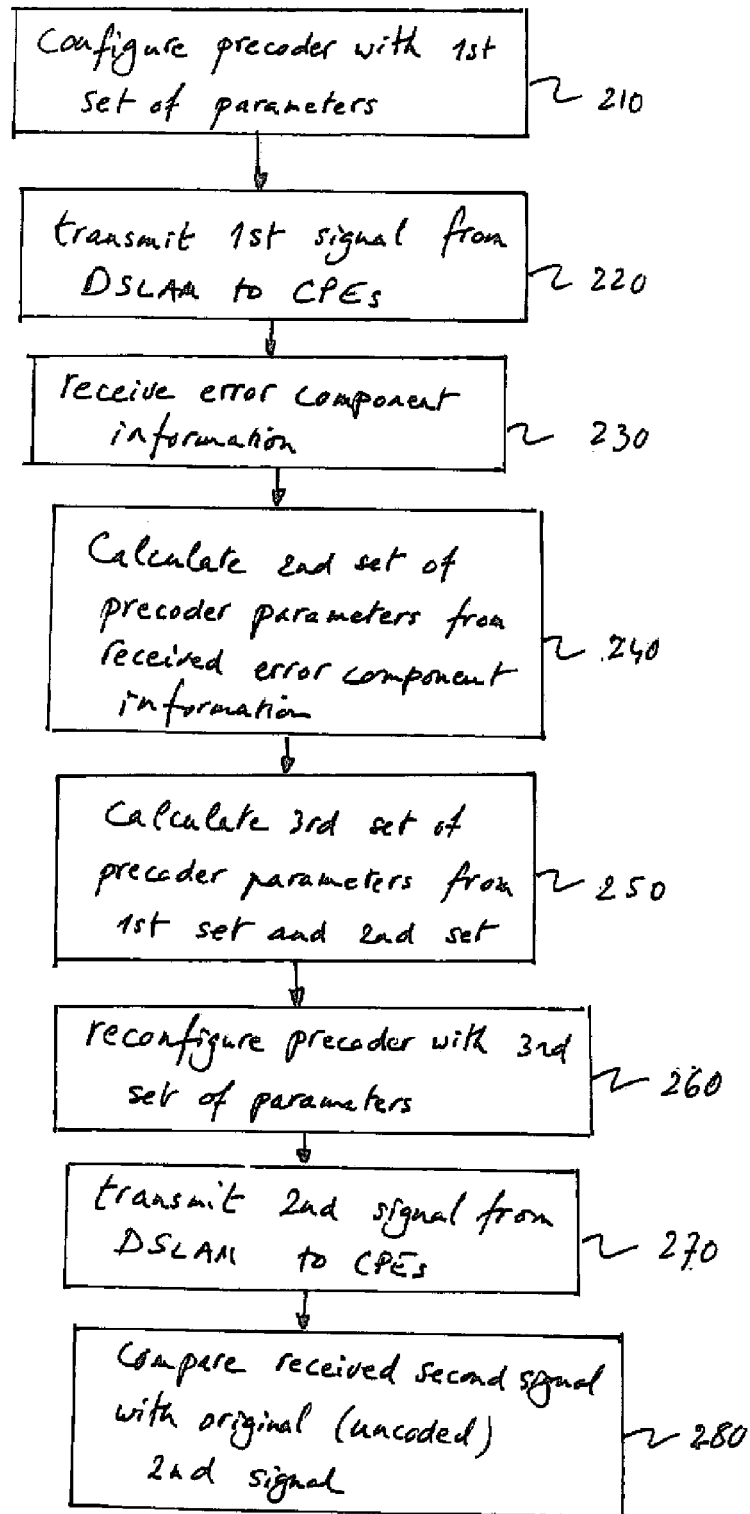 Configure precoder with 1st
set of parameters
210
transmit 1st signal from
DSLAM to CPEs
220
receive error component
information
230
Calculate 2nd set of
precoder parameters from
received error component
information
240
Calculate 3rd set of
precoder parameters from
1st set and 2nd set
250
reconfigure precoder with 3rd
set of parameters
260
transmit 2nd signal from
DSLAM to CPEs
270
Compare received second signal
with original (uncoded)
2nd signal
280